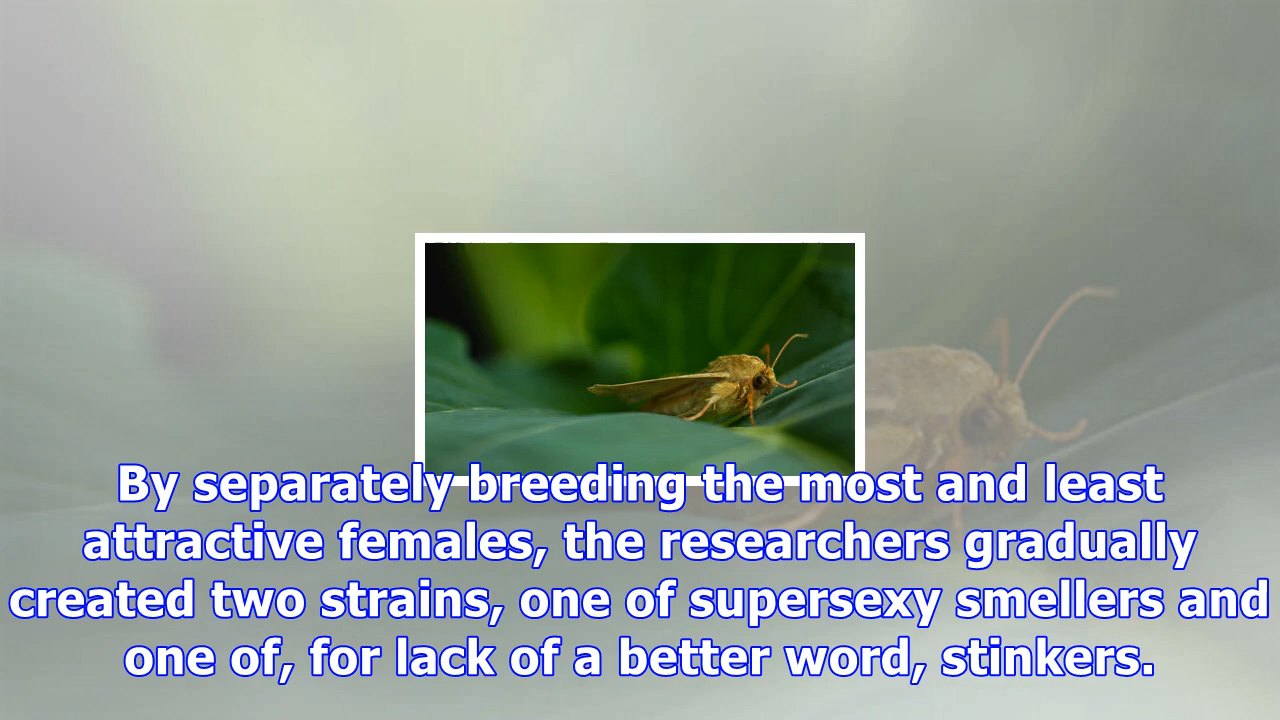 By separately breeding the most and least
attractive females, the researchers gradually
created two strains, one of supersexy smellers and
one of, for lack of a better word, stinkers.